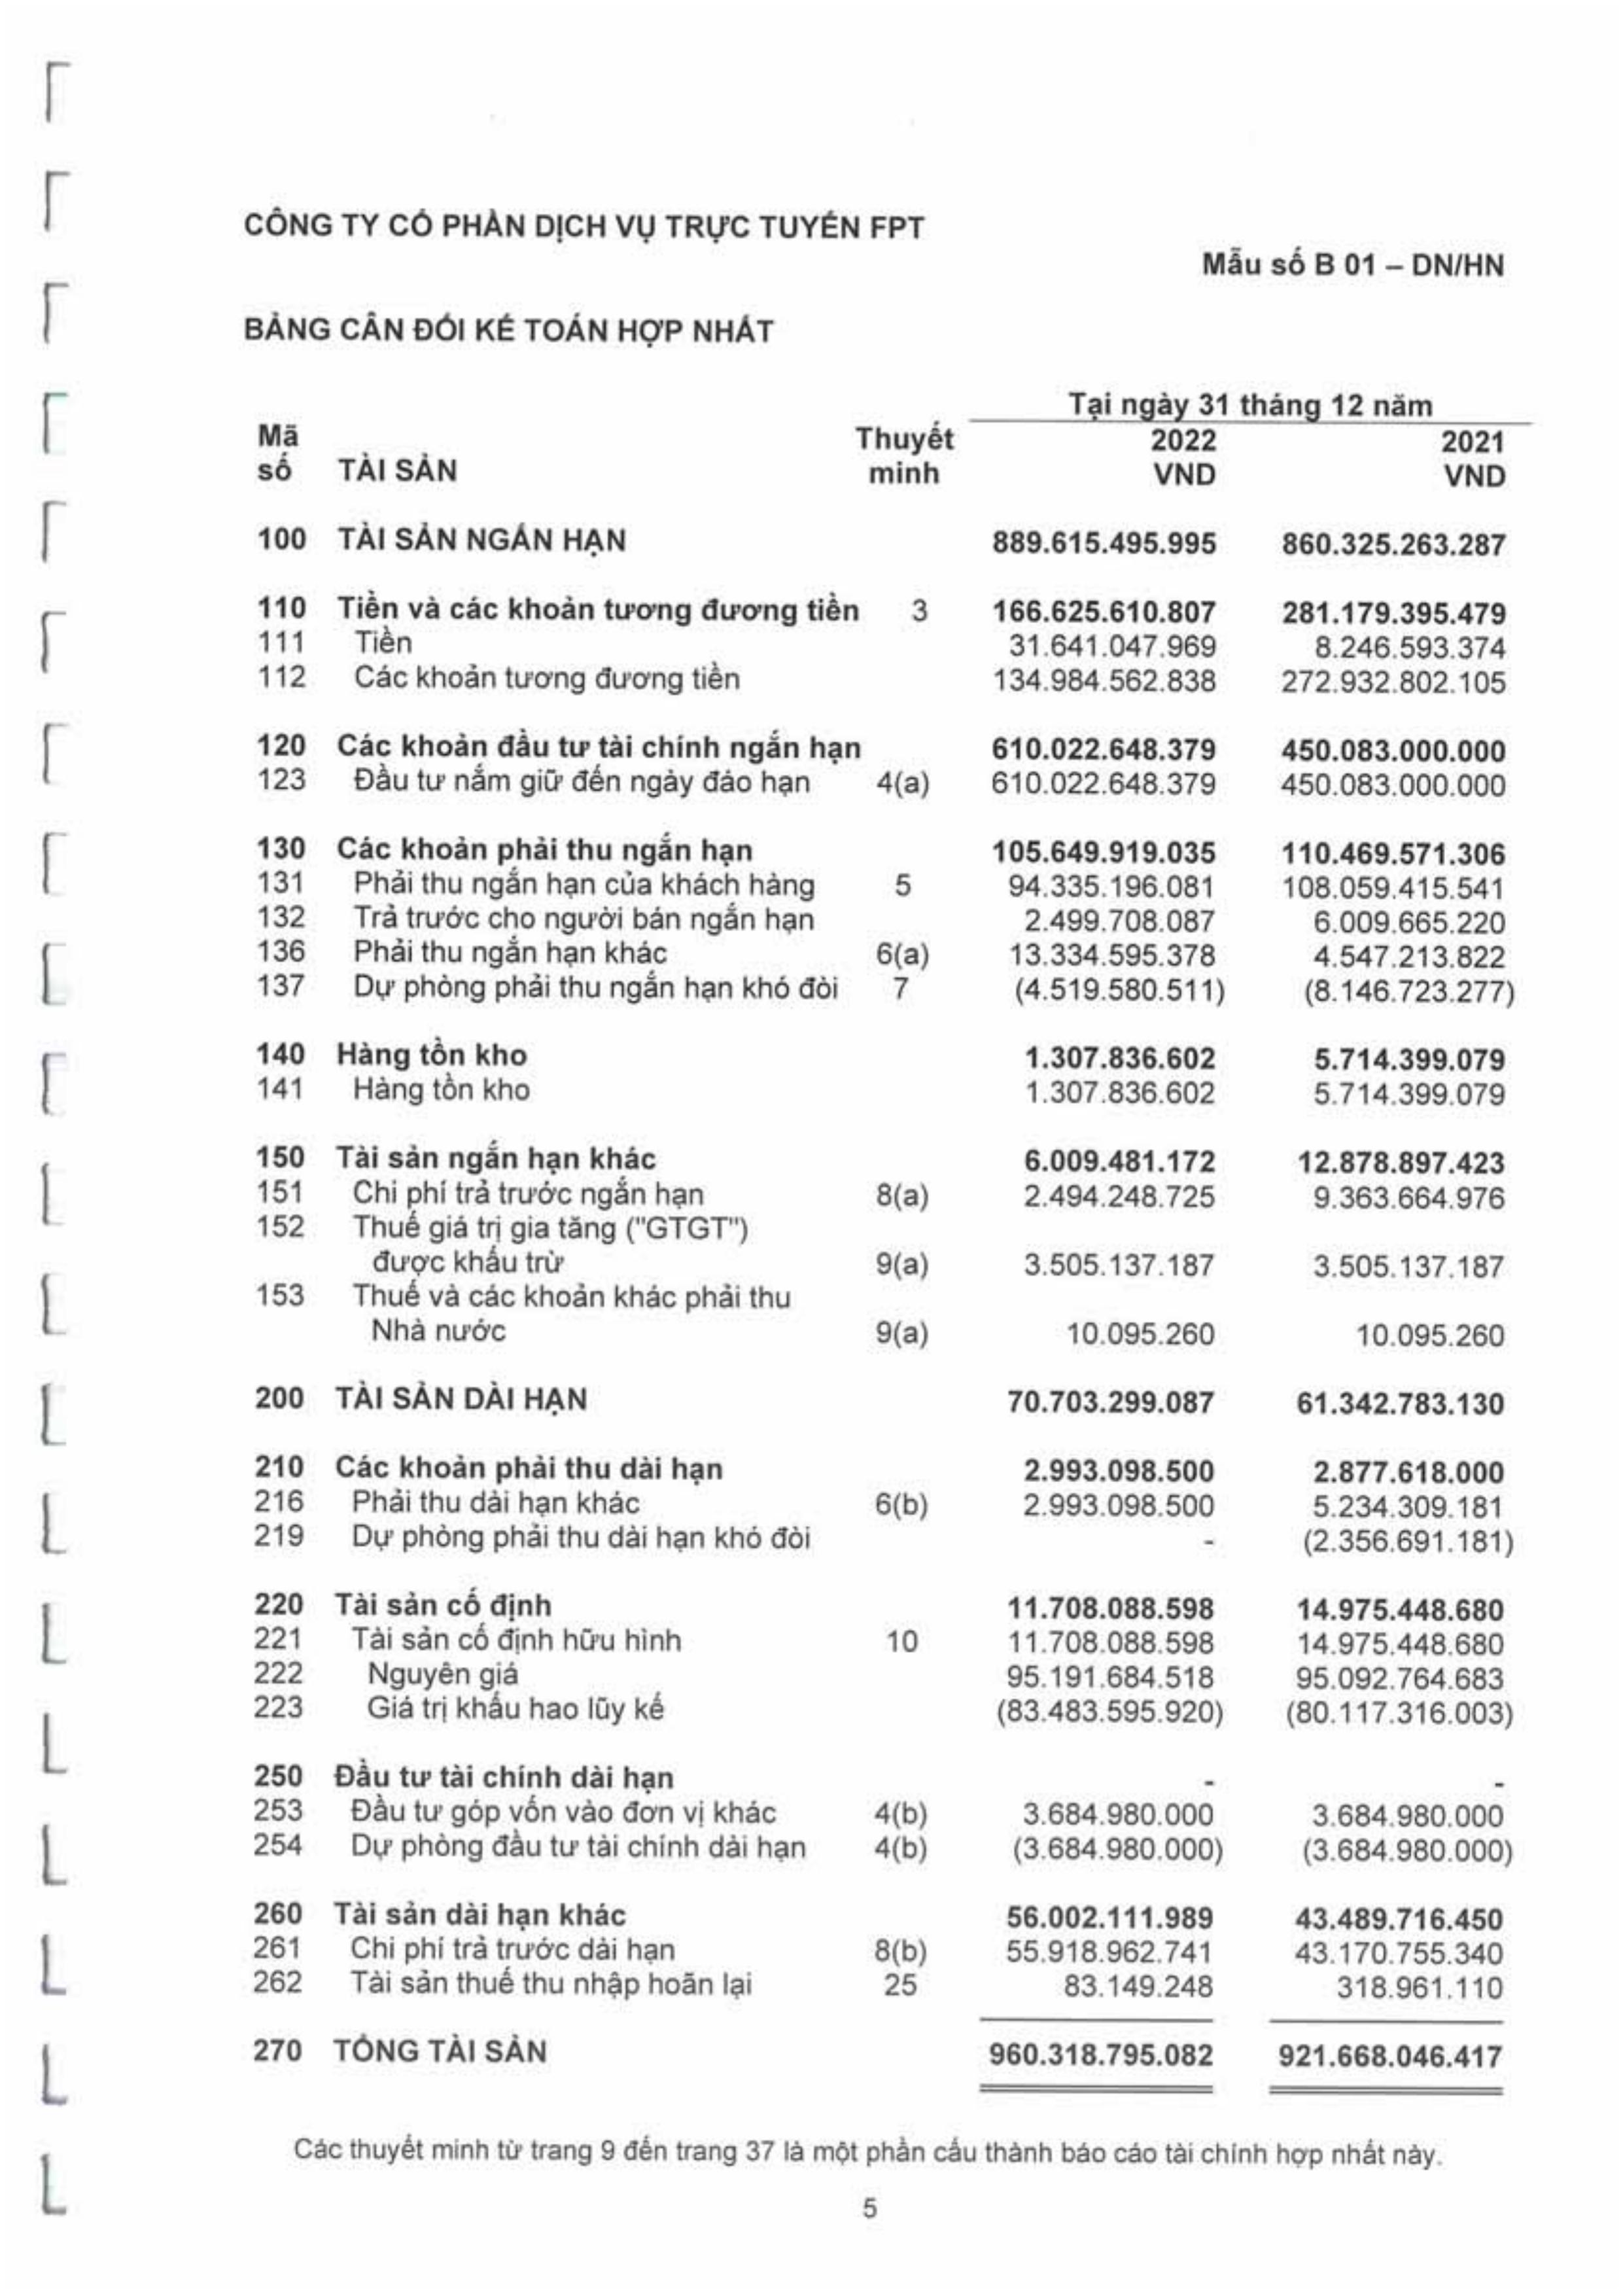 CÔNG TY CỔ PHẦN DỊCH VỤ TRỰC TUYẾN FPT
Mẫu số B 01 – DN/HN
BẢNG CÂN ĐỐI KẾ TOÁN HỢP NHẤT
Tại ngày 31 tháng 12 năm
Mã Thuyết 2022 2021
số TÀI SẢN minh VND VND
100 TÀI SẢN NGẮN HẠN 889.615.495.995 860.325.263.287
110 Tiền và các khoản tương đương tiền 3 166.625.610.807 281.179.395.479
111 Tiền 31.641.047.969 8.246.593.374
112 Các khoản tương đương tiền 134.984.562.838 272.932.802.105
120 Các khoản đầu tư tài chính ngắn hạn 610.022.648.379 450.083.000.000
123 Đầu tư nắm giữ đến ngày đáo hạn 4(a) 610.022.648.379 450.083.000.000
130 Các khoản phải thu ngắn hạn 105.649.919.035 110.469.571.306
131 Phải thu ngắn hạn của khách hàng 5 94.335.196.081 108.059.415.541
132 Trả trước cho người bán ngắn hạn 2.499.708.087 6.009.665.220
136 Phải thu ngắn hạn khác 6(a) 13.334.595.378 4.547.213.822
137 Dự phòng phải thu ngắn hạn khó đòi 7 (4.519.580.511) (8.146.723.277)
140 Hàng tồn kho 1.307.836.602 5.714.399.079
141 Hàng tồn kho 1.307.836.602 5.714.399.079
150 Tài sản ngắn hạn khác 6.009.481.172 12.878.897.423
151 Chi phí trả trước ngắn hạn 8(a) 2.494.248.725 9.363.664.976
152 Thuế giá trị gia tăng ("GTGT")
được khấu trừ 9(a) 3.505.137.187 3.505.137.187
153 Thuế và các khoản khác phải thu
Nhà nước 9(a) 10.095.260 10.095.260
200 TÀI SẢN DÀI HẠN 70.703.299.087 61.342.783.130
210 Các khoản phải thu dài hạn 2.993.098.500 2.877.618.000
216 Phải thu dài hạn khác 6(b) 2.993.098.500 5.234.309.181
219 Dự phòng phải thu dài hạn khó đòi - (2.356.691.181)
220 Tài sản cố định 11.708.088.598 14.975.448.680
221 Tài sản cố định hữu hình 10 11.708.088.598 14.975.448.680
222 Nguyên giá 95.191.684.518 95.092.764.683
223 Giá trị khấu hao lũy kế (83.483.595.920) (80.117.316.003)
250 Đầu tư tài chính dài hạn - -
253 Đầu tư góp vốn vào đơn vị khác 4(b) 3.684.980.000 3.684.980.000
254 Dự phòng đầu tư tài chính dài hạn 4(b) (3.684.980.000) (3.684.980.000)
260 Tài sản dài hạn khác 56.002.111.989 43.489.716.450
261 Chi phí trả trước dài hạn 8(b) 55.918.962.741 43.170.755.340
262 Tài sản thuế thu nhập hoãn lại 25 83.149.248 318.961.110
270 TỔNG TÀI SẢN 960.318.795.082 921.668.046.417
Các thuyết minh từ trang 9 đến trang 37 là một phần cấu thành báo cáo tài chính hợp nhất này.
5